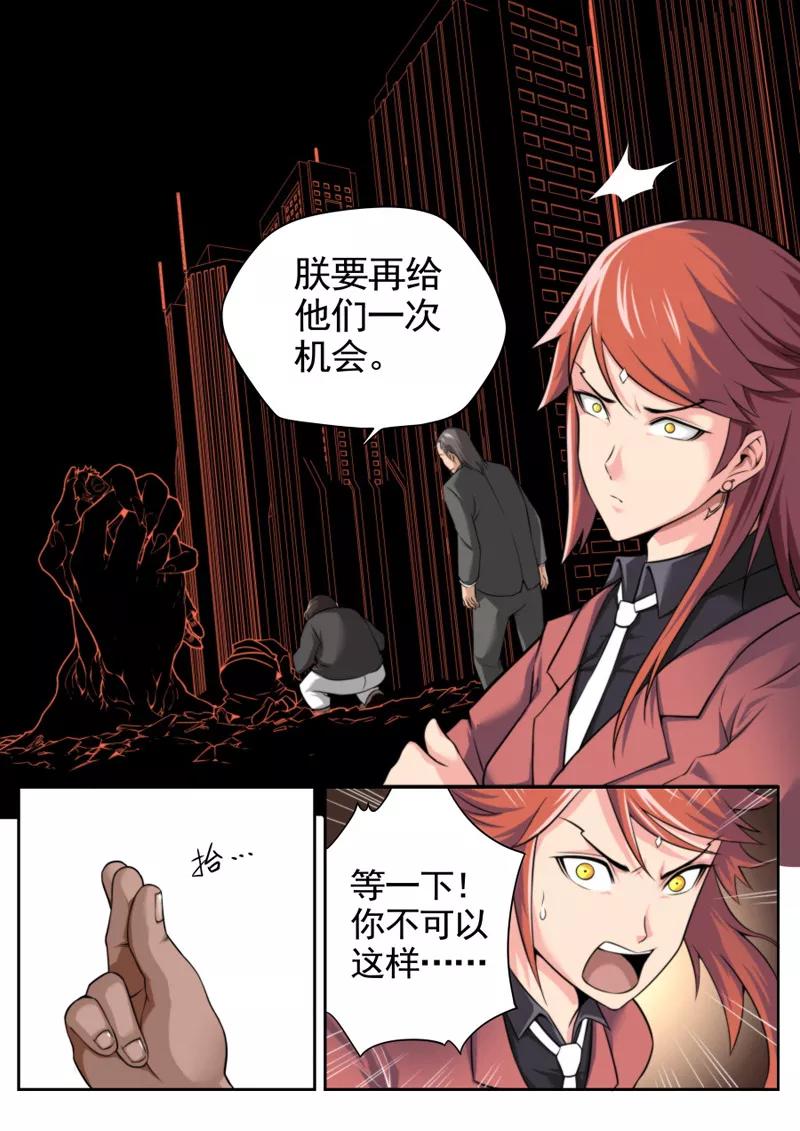 朕要再给
他们一次
机会。
抬…
等一下！
你不可以
这样……